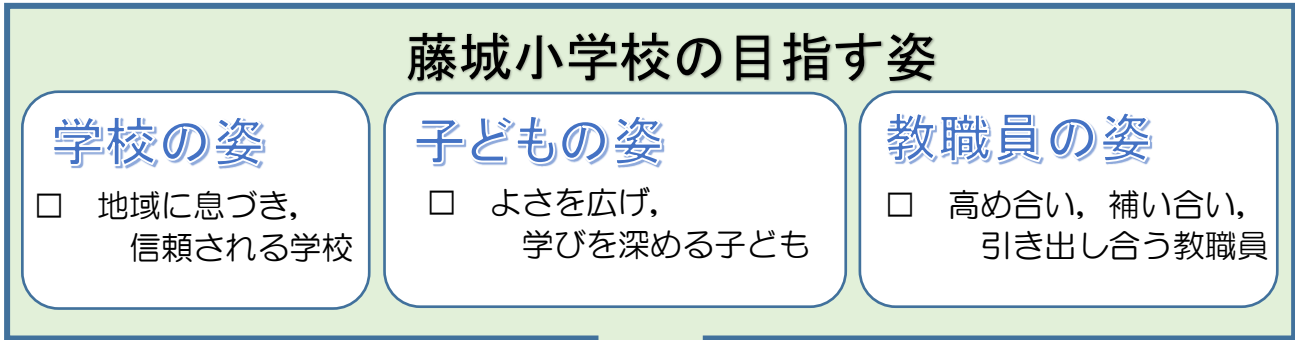 藤城小学校の目指す姿
学校の姿
□　地域に息づき，
信頼される学校
子どもの姿
□　よさを広げ，
学びを深める子ども
教職員の姿
□　高め合い，補い合い，
引き出し合う教職員